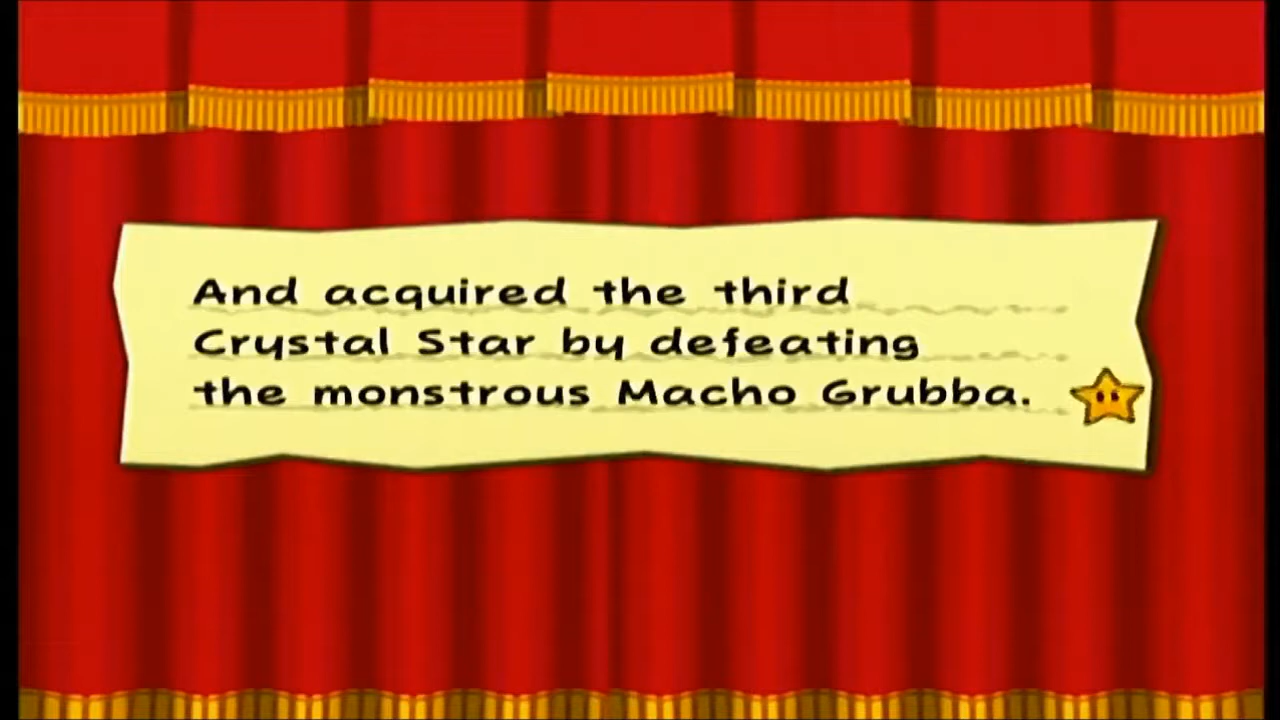 And acquired the third
Crystal Star by defeating
the monstrous Macho Grubba.